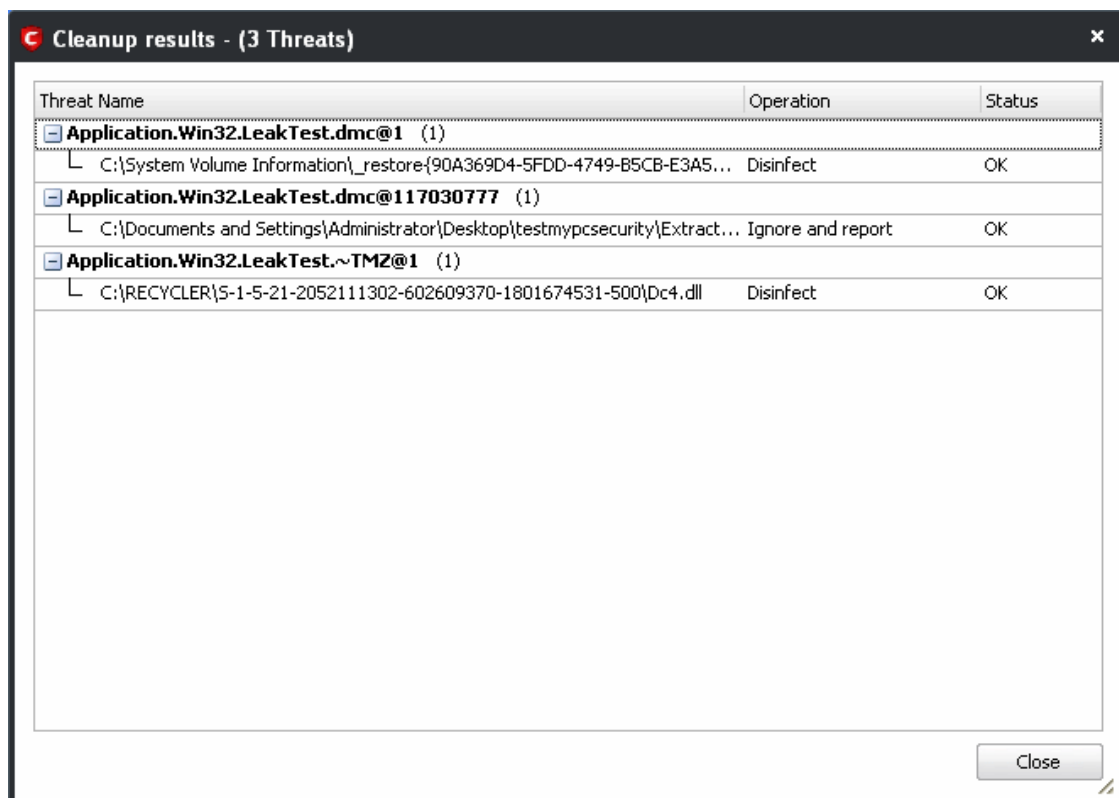 Cleanup results - (3 Threats)
Threat Name Operation Status
Application.Win32.LeakTest.dmc@1 (1)
C:\System Volume Information\_restore{90A369D4-5FDD-4749-B5CB-E3A5... Disinfect OK
Application.Win32.LeakTest.dmc@117030777 (1)
C:\Documents and Settings\Administrator\Desktop\testmypcsecurity\Extract... Ignore and report OK
Application.Win32.LeakTest.~TMZ@1 (1)
C:\RECYCLER\S-1-5-21-2052111302-602609370-1801674531-500\Dc4.dll Disinfect OK
Close